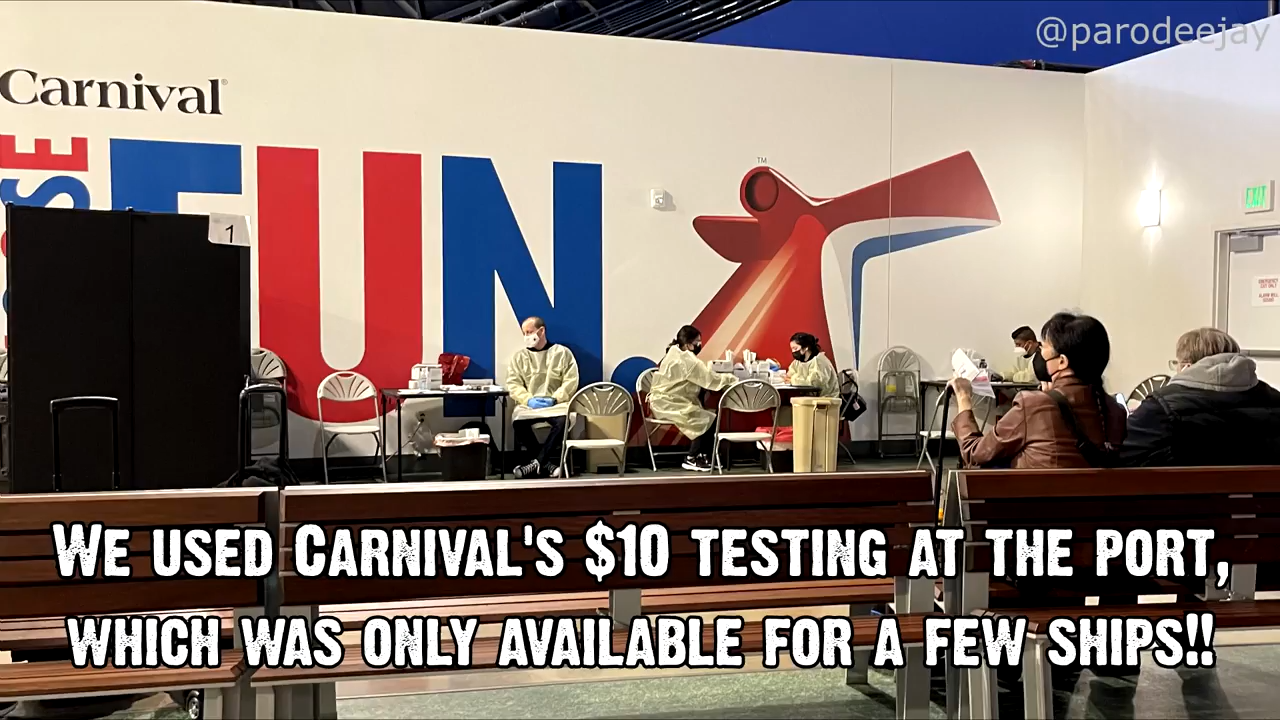 @parodeejay
Carnival®
FUN.
TM
1
EXIT
WE USED CARNIVAL'S $10 TESTING AT THE PORT,
WHICH WAS ONLY AVAILABLE FOR A FEW SHIPS!!